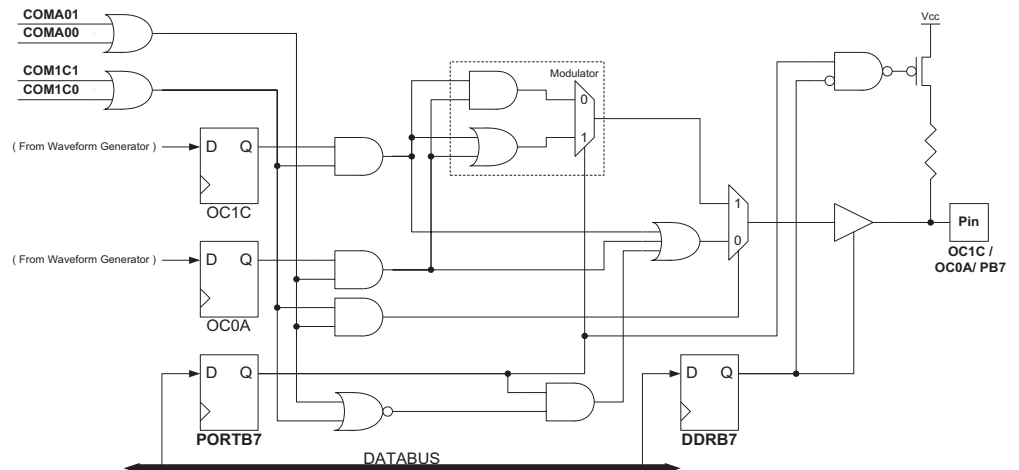 COMA01
COMA00
Vcc
COM1C1
COM1C0
Modulator
0
1
( From Waveform Generator )
D Q
OC1C
1
0
Pin
OC1C /
OC0A/ PB7
( From Waveform Generator )
D Q
OC0A
D Q
PORTB7
D Q
DDRB7
DATABUS